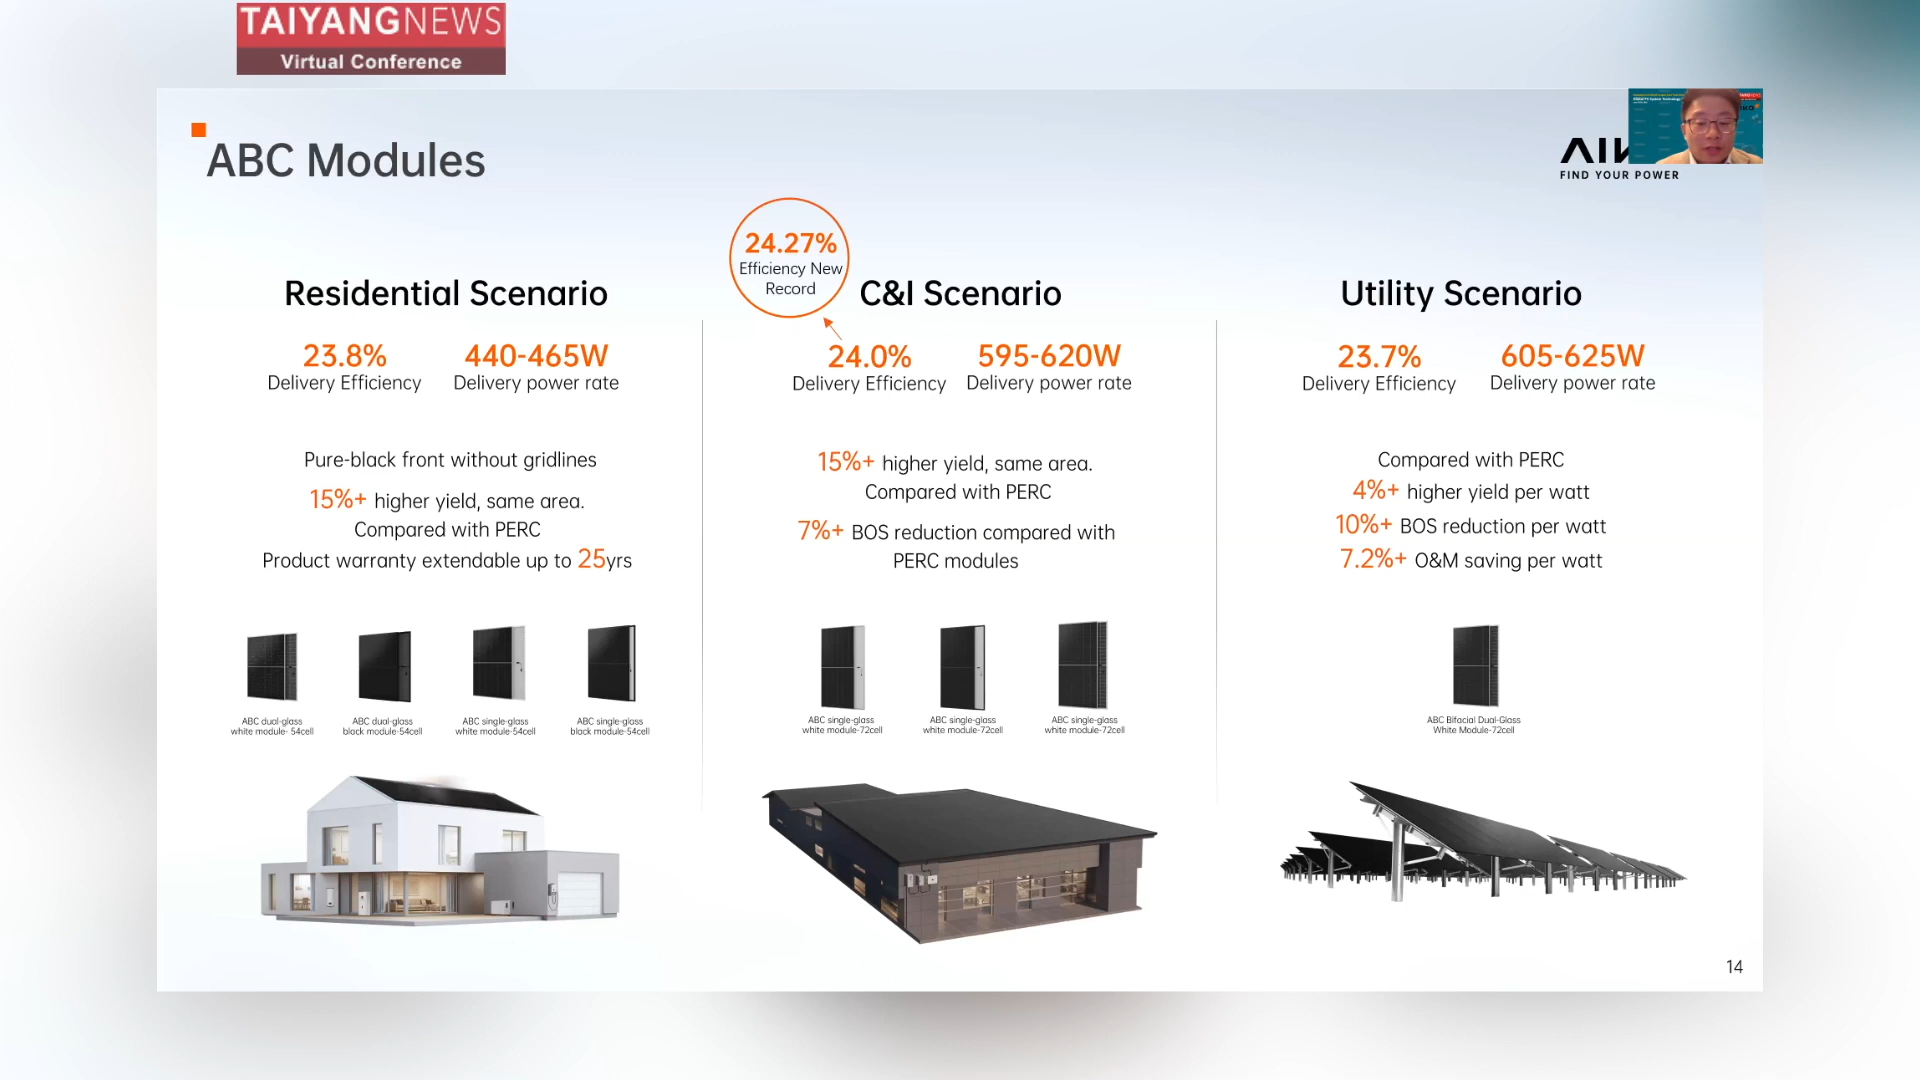 TAIYANGNEWS
Virtual Conference
ABC Modules
FIND YOUR POWER
24.27%
Efficiency New
Record
Residential Scenario
23.8%
Delivery Efficiency
440-465W
Delivery power rate
Pure-black front without gridlines
15%+ higher yield, same area.
Compared with PERC
Product warranty extendable up to 25yrs
ABC dual-glass
white module- 54cell
ABC dual-glass
black module-54cell
ABC single-glass
white module-54cell
ABC single-glass
black module-54cell
C&I Scenario
24.0%
Delivery Efficiency
595-620W
Delivery power rate
15%+ higher yield, same area.
Compared with PERC
7%+ BOS reduction compared with
PERC modules
ABC single-glass
white module-72cell
ABC single-glass
white module-72cell
ABC single-glass
white module-72cell
Utility Scenario
23.7%
Delivery Efficiency
605-625W
Delivery power rate
Compared with PERC
4%+ higher yield per watt
10%+ BOS reduction per watt
7.2%+ O&M saving per watt
ABC Bifacial Dual-Glass
White Module-72cell
14